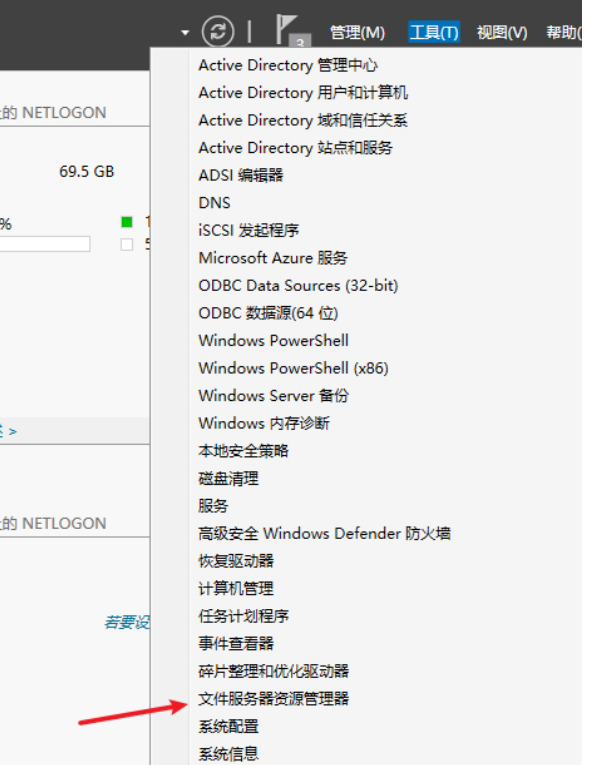 3
管理(M) 工具(T) 视图(V) 帮助(
Active Directory 管理中心
Active Directory 用户和计算机
的 NETLOGON
Active Directory 域和信任关系
Active Directory 站点和服务
69.5 GB
ADSI 编辑器
DNS
%
iSCSI 发起程序
Microsoft Azure 服务
ODBC Data Sources (32-bit)
ODBC 数据源(64 位)
Windows PowerShell
Windows PowerShell (x86)
Windows Server 备份
Windows 内存诊断
>
本地安全策略
磁盘清理
服务
的 NETLOGON
高级安全 Windows Defender 防火墙
恢复驱动器
计算机管理
任务计划程序
若要设
事件查看器
碎片整理和优化驱动器
文件服务器资源管理器
系统配置
系统信息